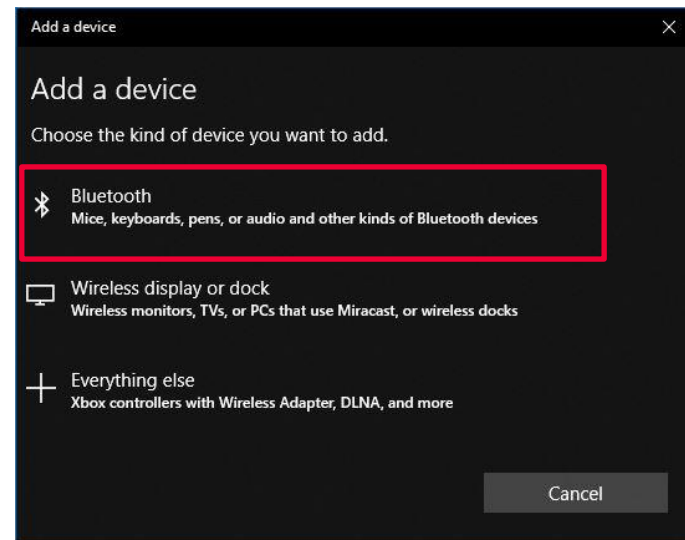 Add a device
Add a device
Choose the kind of device you want to add.
Bluetooth
Mice, keyboards, pens, or audio and other kinds of Bluetooth devices
Wireless display or dock
Wireless monitors, TVs, or PCs that use Miracast, or wireless docks
Everything else
Xbox controllers with Wireless Adapter, DLNA, and more
Cancel